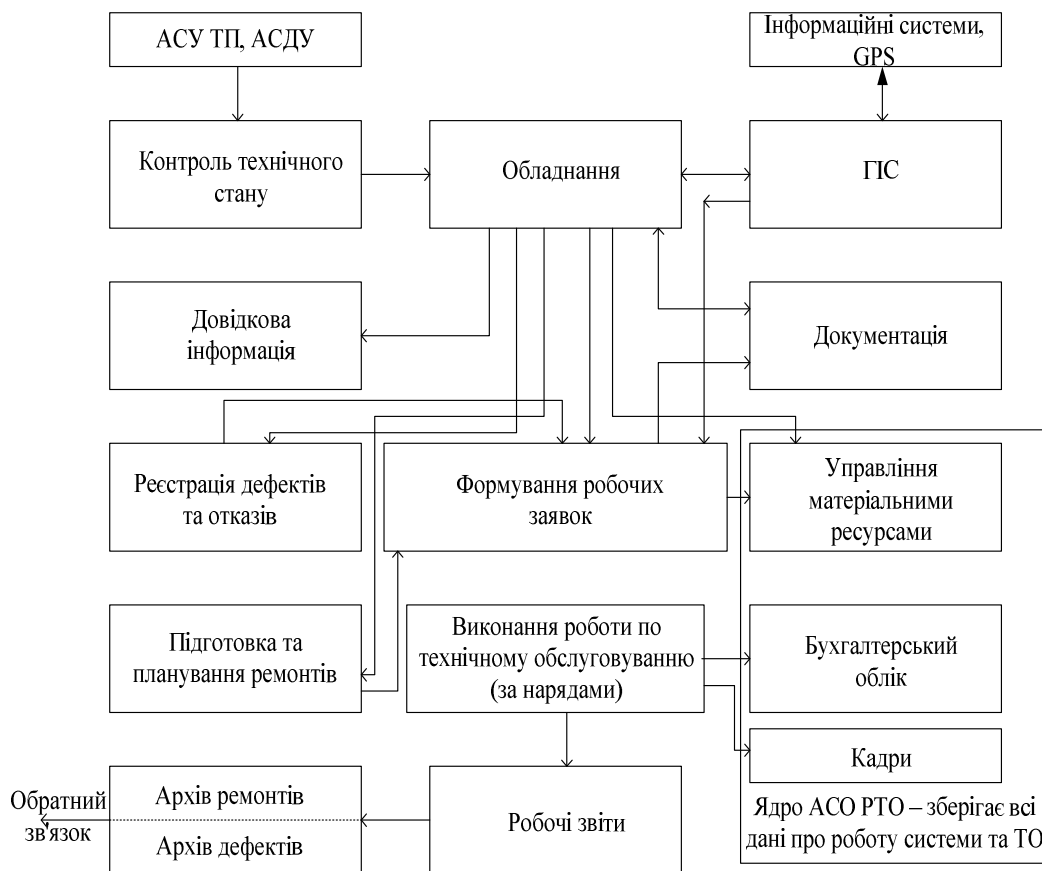 АСУ ТП, АСДУ
Інформаційні системи,
GPS
Контроль технічного
стану
Обладнання
ГІС
Довідкова
інформація
Документація
Реєстрація дефектів
та отказів
Формування робочих
заявок
Управління
матеріальними
ресурсами
Підготовка та
планування ремонтів
Виконання роботи по
технічному обслуговуванню
(за нарядами)
Бухгалтерський
облік
Кадри
Обратний
зв'язок
Архів ремонтів
Архів дефектів
Робочі звіти
Ядро АСО РТО – зберігає всі
дані про роботу системи та ТО